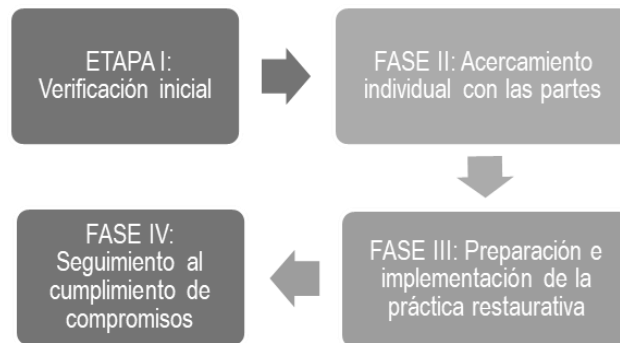 ETAPA I:
Verificación inicial
FASE II: Acercamiento
individual con las partes
FASE III: Preparación e
implementación de la
práctica restaurativa
FASE IV:
Seguimiento al
cumplimiento de
compromisos